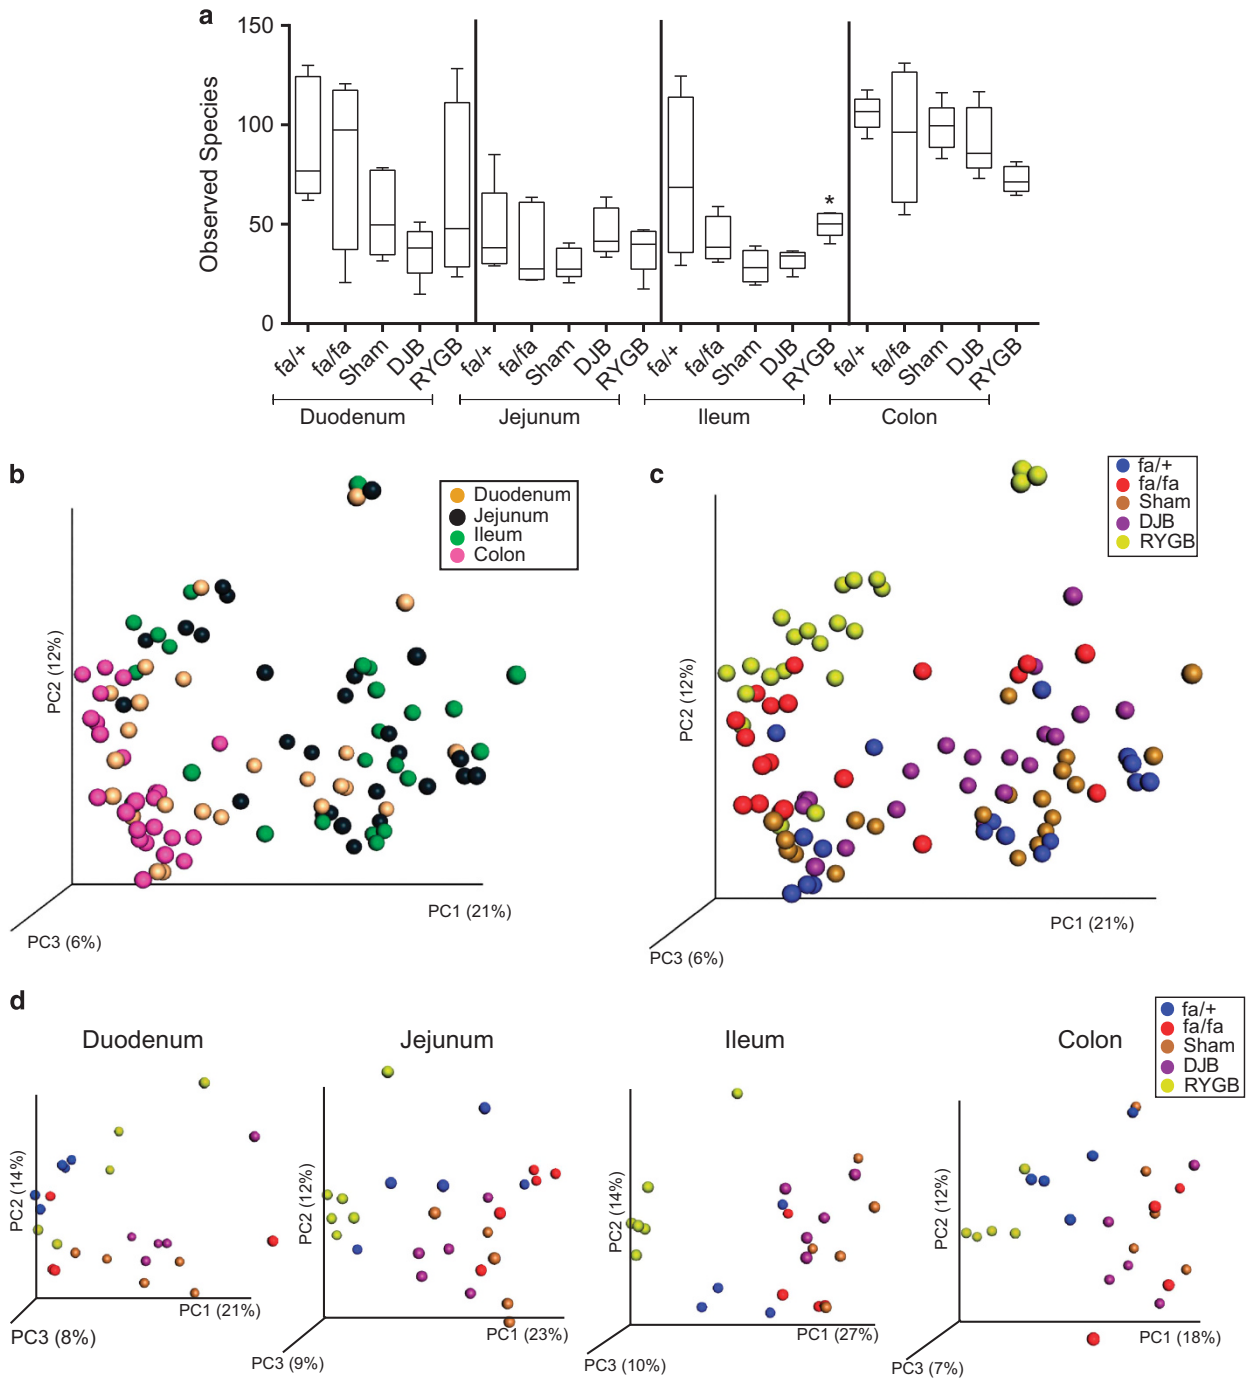 a
150
100
50
0
Observed Species
*
fa/+ fa/fa Sham DJB RYGB fa/+ fa/fa Sham DJB RYGB fa/+ fa/fa Sham DJB RYGB fa/+ fa/fa Sham DJB RYGB
Duodenum Jejunum Ileum Colon
b
Duodenum
Jejunum
Ileum
Colon
PC2 (12%)
PC1 (21%)
PC3 (6%)
c
fa/+
fa/fa
Sham
DJB
RYGB
PC2 (12%)
PC1 (21%)
PC3 (6%)
d
fa/+
fa/fa
Sham
DJB
RYGB
Duodenum
PC2 (14%)
PC1 (21%)
PC3 (8%)
Jejunum
PC2 (12%)
PC1 (23%)
PC3 (9%)
Ileum
PC2 (14%)
PC1 (27%)
PC3 (10%)
Colon
PC2 (12%)
PC1 (18%)
PC3 (7%)